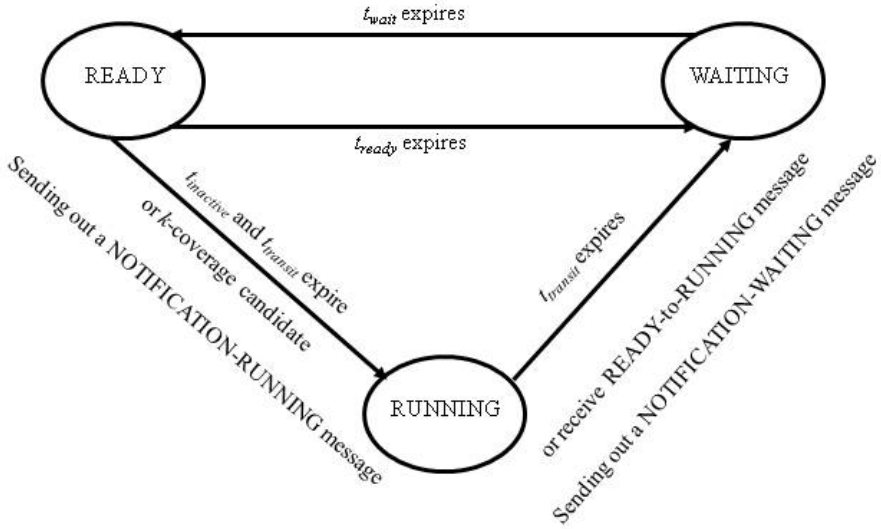 t_wait expires
READY
WAITING
t_ready expires
t_inactive and t_transit expire
or k-coverage candidate
Sending out a NOTIFICATION-RUNNING message
t_transit expires
or receive READY-to-RUNNING message
Sending out a NOTIFICATION-WAITING message
RUNNING